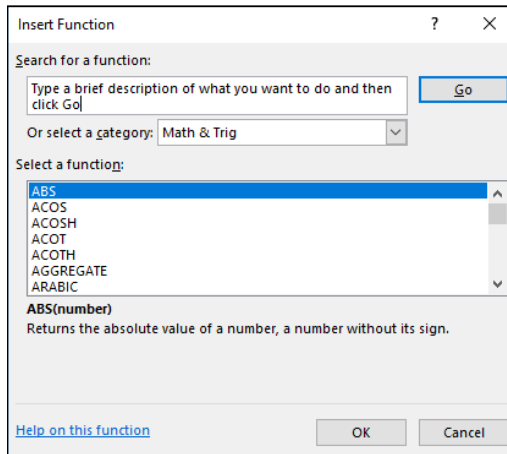 Insert Function
?
Search for a function:
Type a brief description of what you want to do and then
click Go
Go
Or select a category: Math & Trig
Select a function:
ABS
ACOS
ACOSH
ACOT
ACOTH
AGGREGATE
ARABIC
ABS(number)
Returns the absolute value of a number, a number without its sign.
Help on this function
OK
Cancel